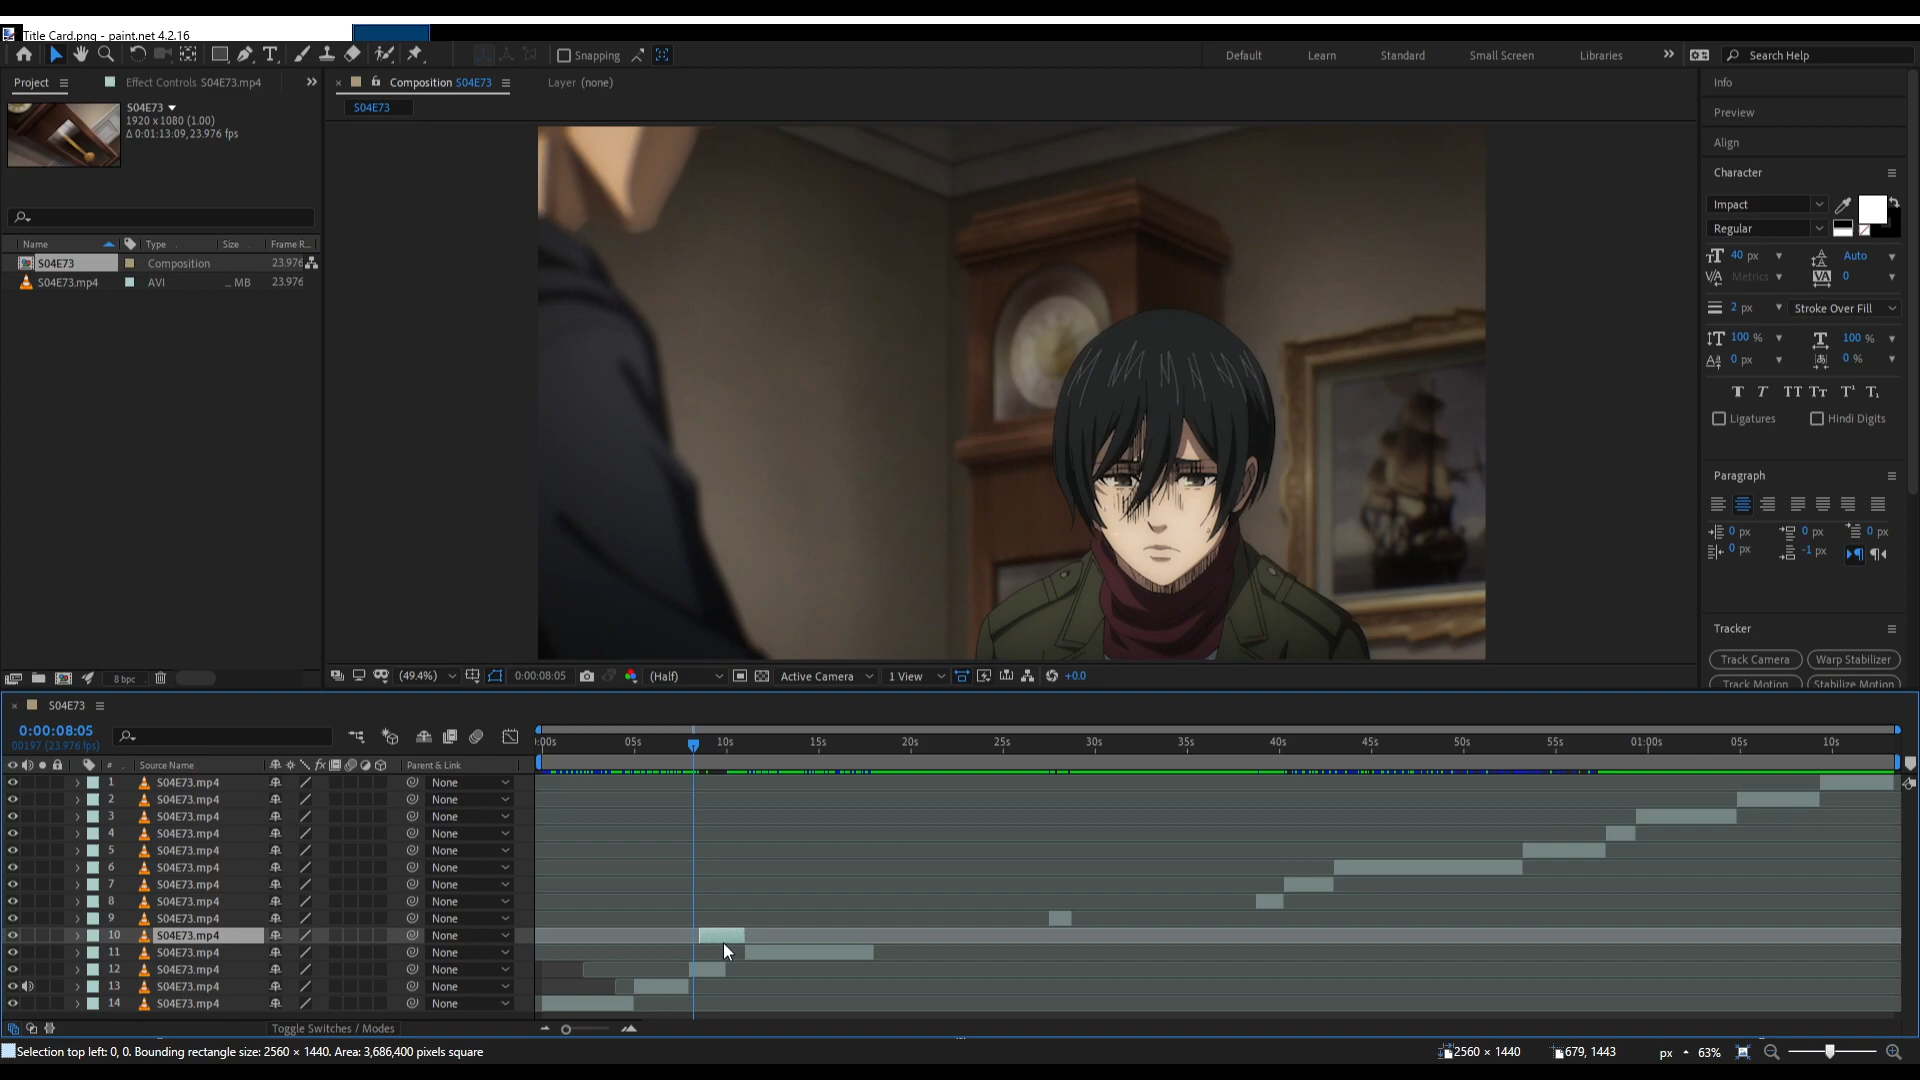 Title Card.png - paint.net 4.2.16
Snapping
Default
Learn
Standard
Small Screen
Libraries
Search Help
Project
Effect Controls S04E73.mp4
Composition S04E73
Layer (none)
S04E73
S04E73
1920 x 1080 (1.00)
Δ 0:01:13:09, 23.976 fps
Name Type Size Frame R...
S04E73 Composition 23.976
S04E73.mp4 AVI ... MB 23.976
8 bpc
(49.4%) 0:00:08:05 (Half) Active Camera 1 View +0.0
Info
Preview
Align
Character
Impact
Regular
40 px Auto
Metrics 0
2 px Stroke Over Fill
100 % 100 %
0 px 0 %
Ligatures Hindi Digits
Paragraph
0 px 0 px 0 px
0 px -1 px
Tracker
Track Camera Warp Stabilizer
Track Motion Stabilize Motion
S04E73
0:00:08:05
00197 (23.976 fps)
:00s 05s 10s 15s 20s 25s 30s 35s 40s 45s 50s 55s 01:00s 05s 10s
# Source Name Parent & Link
1 S04E73.mp4 None
2 S04E73.mp4 None
3 S04E73.mp4 None
4 S04E73.mp4 None
5 S04E73.mp4 None
6 S04E73.mp4 None
7 S04E73.mp4 None
8 S04E73.mp4 None
9 S04E73.mp4 None
10 S04E73.mp4 None
11 S04E73.mp4 None
12 S04E73.mp4 None
13 S04E73.mp4 None
14 S04E73.mp4 None
Toggle Switches / Modes
Selection top left: 0, 0. Bounding rectangle size: 2560 × 1440. Area: 3,686,400 pixels square
2560 × 1440 679, 1443 px 63%